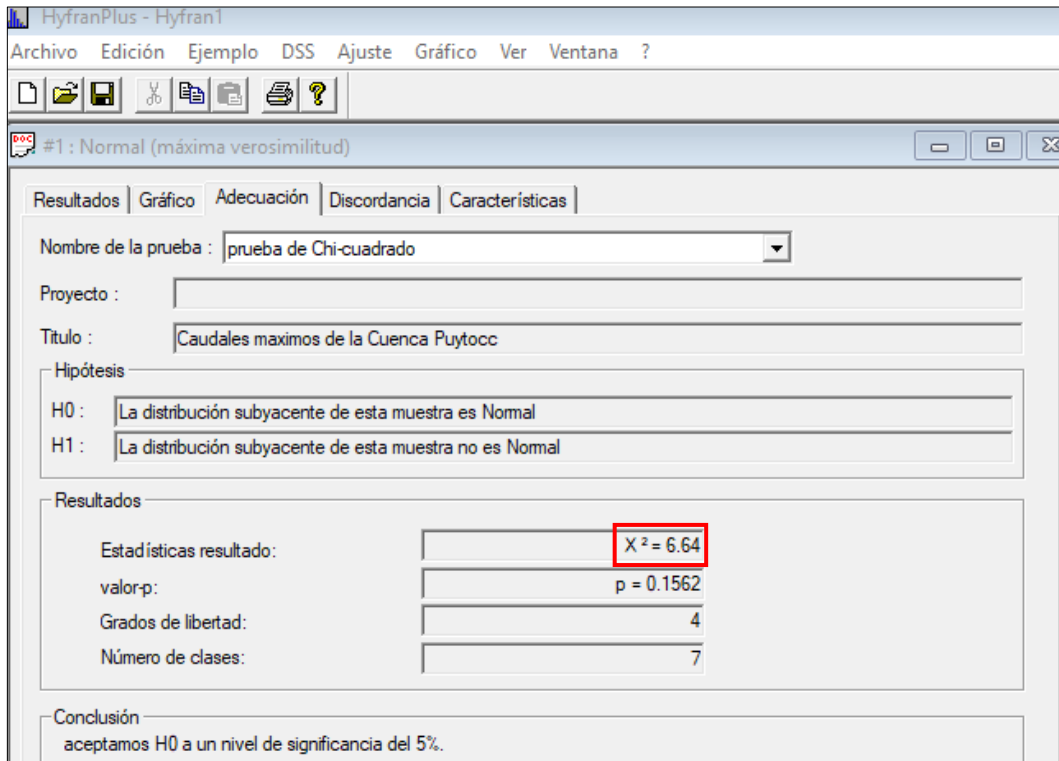 HyfranPlus - Hyfran1
Archivo Edición Ejemplo DSS Ajuste Gráfico Ver Ventana ?
DOC
#1 : Normal (máxima verosimilitud)
Resultados Gráfico Adecuación Discordancia Características
Nombre de la prueba : prueba de Chi-cuadrado
Proyecto :
Titulo : Caudales maximos de la Cuenca Puytocc
Hipótesis
H0 : La distribución subyacente de esta muestra es Normal
H1 : La distribución subyacente de esta muestra no es Normal
Resultados
Estadísticas resultado: X ² = 6.64
valor-p: p = 0.1562
Grados de libertad: 4
Número de clases: 7
Conclusión
aceptamos H0 a un nivel de significancia del 5%.